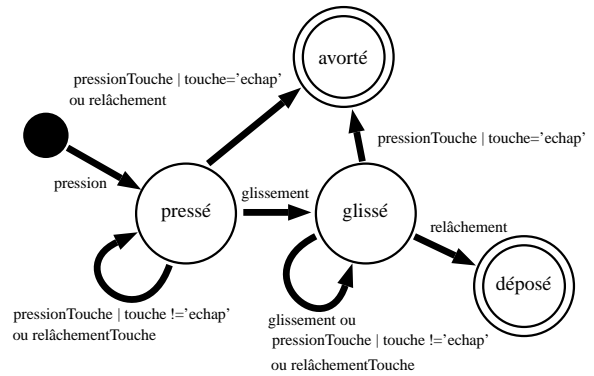 avorté
pressionTouche | touche='echap'
ou relâchement
pressionTouche | touche='echap'
pression
glissement
pressé
glissé
relâchement
déposé
pressionTouche | touche !='echap'
ou relâchementTouche
glissement ou
pressionTouche | touche !='echap'
ou relâchementTouche